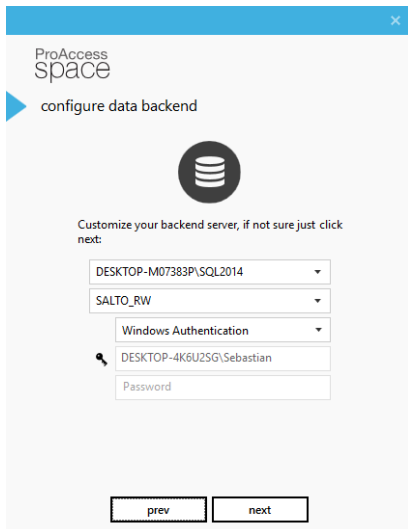 ProAccess
space
configure data backend
Customize your backend server, if not sure just click
next:
DESKTOP-M07383P\SQL2014
SALTO_RW
Windows Authentication
DESKTOP-4K6U2SG\Sebastian
Password
prev
next